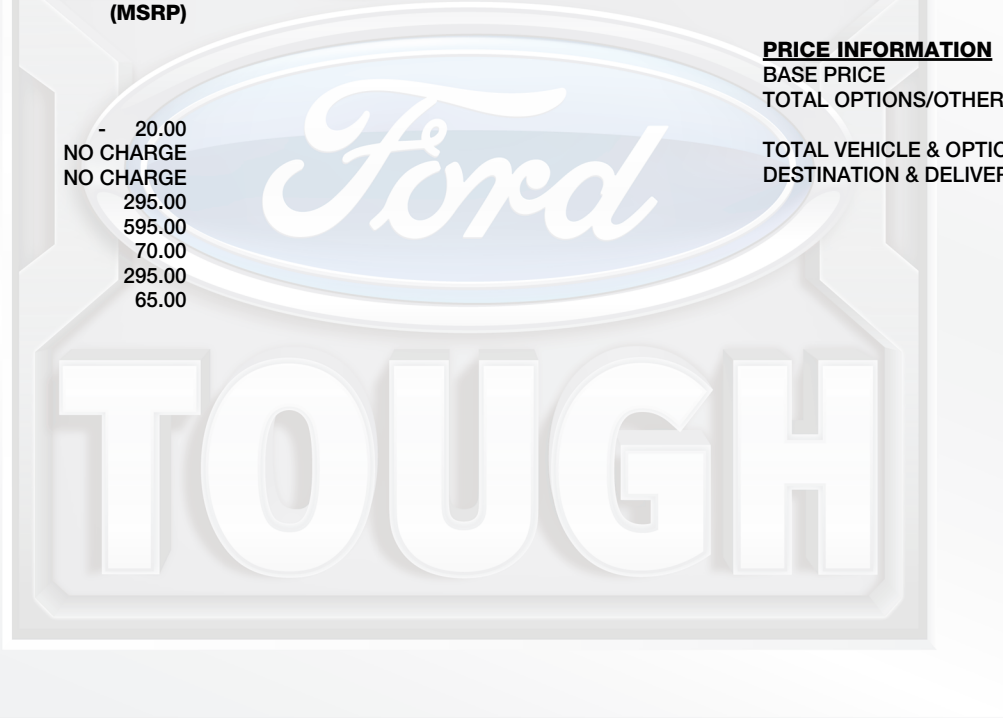 (MSRP)
- 20.00
NO CHARGE
NO CHARGE
295.00
595.00
70.00
295.00
65.00
PRICE INFORMATION
BASE PRICE
TOTAL OPTIONS/OTHER
TOTAL VEHICLE & OPTIO
DESTINATION & DELIVER
Ford
TOUGH